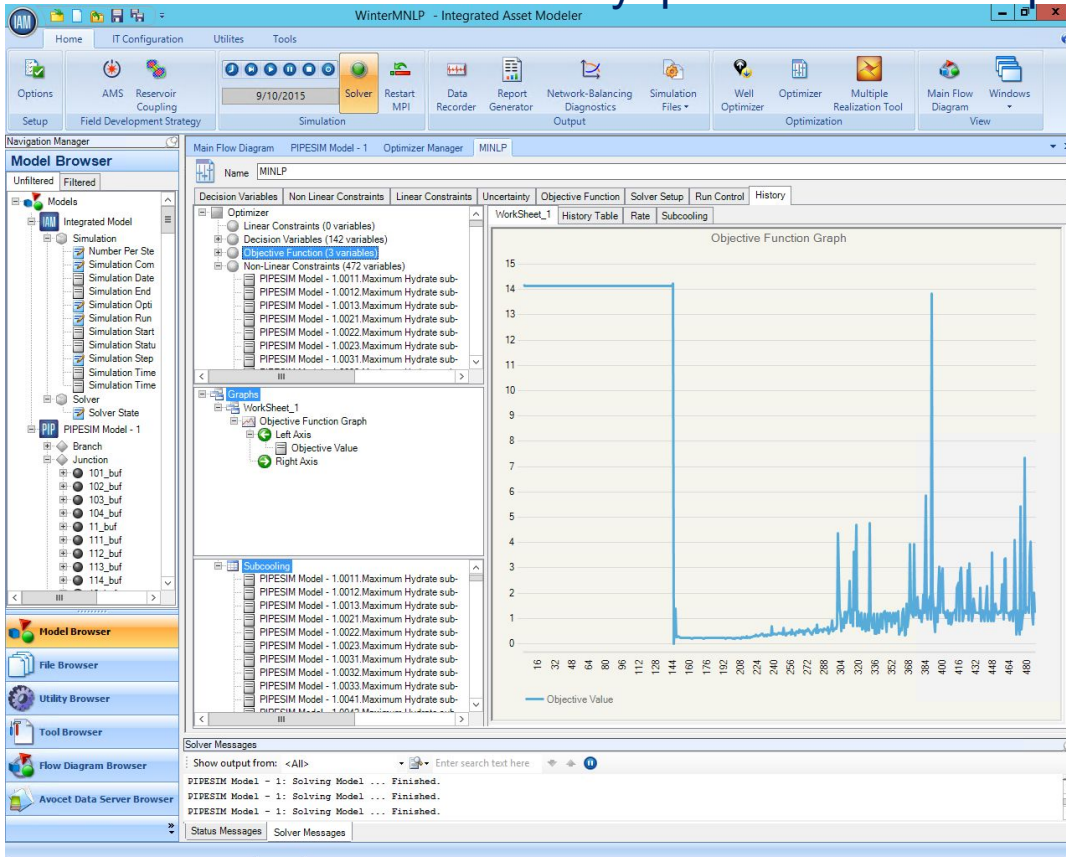 WinterMNLP - Integrated Asset Modeler
IAM
Home IT Configuration Utilites Tools
Options
AMS
Reservoir Coupling
9/10/2015
Solver
Restart MPI
Data Recorder
Report Generator
Network-Balancing Diagnostics
Simulation Files
Well Optimizer
Optimizer
Multiple Realization Tool
Main Flow Diagram
Windows
Setup Field Development Strategy Simulation Output Optimization View
Navigation Manager
Model Browser
Unfiltered Filtered
Models
IAM Integrated Model
Simulation
Number Per Ste
Simulation Com
Simulation Date
Simulation End
Simulation Opti
Simulation Run
Simulation Start
Simulation Statu
Simulation Step
Simulation Time
Simulation Time
Solver
Solver State
PIP PIPESIM Model - 1
Branch
Junction
101_buf
102_buf
103_buf
104_buf
11_buf
111_buf
112_buf
113_buf
114_buf
Model Browser
File Browser
Utility Browser
Tool Browser
Flow Diagram Browser
Avocet Data Server Browser
Main Flow Diagram PIPESIM Model - 1 Optimizer Manager MINLP
Name MINLP
Decision Variables Non Linear Constraints Linear Constraints Uncertainty Objective Function Solver Setup Run Control History
Optimizer
Linear Constraints (0 variables)
Decision Variables (142 variables)
Objective Function (3 variables)
Non-Linear Constraints (472 variables)
PIPESIM Model - 1.0011.Maximum Hydrate sub-
PIPESIM Model - 1.0012.Maximum Hydrate sub-
PIPESIM Model - 1.0013.Maximum Hydrate sub-
PIPESIM Model - 1.0021.Maximum Hydrate sub-
PIPESIM Model - 1.0022.Maximum Hydrate sub-
PIPESIM Model - 1.0023.Maximum Hydrate sub-
PIPESIM Model - 1.0031.Maximum Hydrate sub-
Graphs
WorkSheet_1
Objective Function Graph
Left Axis
Objective Value
Right Axis
Subcooling
PIPESIM Model - 1.0011.Maximum Hydrate sub-
PIPESIM Model - 1.0012.Maximum Hydrate sub-
PIPESIM Model - 1.0013.Maximum Hydrate sub-
PIPESIM Model - 1.0021.Maximum Hydrate sub-
PIPESIM Model - 1.0022.Maximum Hydrate sub-
PIPESIM Model - 1.0023.Maximum Hydrate sub-
PIPESIM Model - 1.0031.Maximum Hydrate sub-
PIPESIM Model - 1.0032.Maximum Hydrate sub-
PIPESIM Model - 1.0033.Maximum Hydrate sub-
PIPESIM Model - 1.0041.Maximum Hydrate sub-
WorkSheet_1 History Table Rate Subcooling
Objective Function Graph
15
14
13
12
11
10
9
8
7
6
5
4
3
2
1
0
16 32 48 64 80 96 112 128 144 160 176 192 208 224 240 256 272 288 304 320 336 352 368 384 400 416 432 448 464 480
Objective Value
Solver Messages
Show output from: <All> Enter search text here
PIPESIM Model - 1: Solving Model ... Finished.
PIPESIM Model - 1: Solving Model ... Finished.
PIPESIM Model - 1: Solving Model ... Finished.
Status Messages Solver Messages